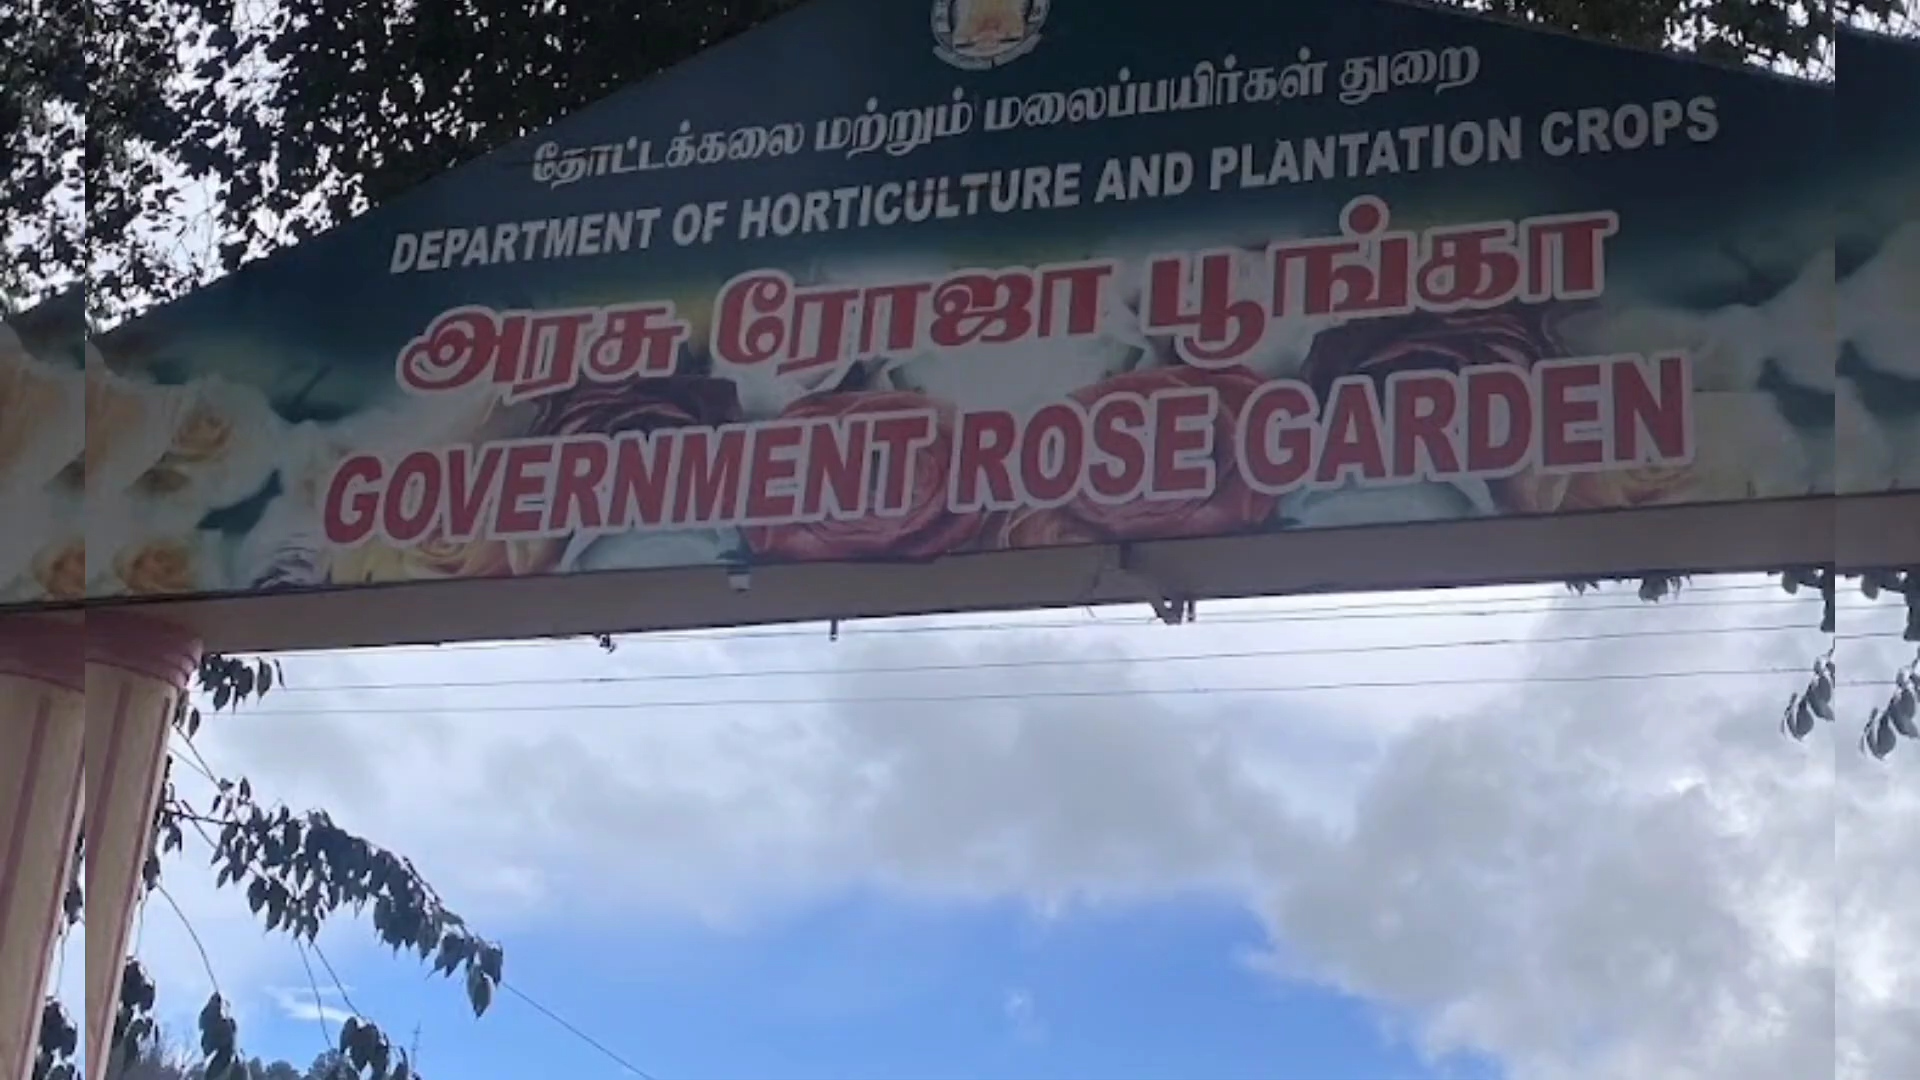 தோட்டக்கலை மற்றும் மலைப்பயிர்கள் துறை
DEPARTMENT OF HORTICULTURE AND PLANTATION CROPS
அரசு ரோஜா பூங்கா
GOVERNMENT ROSE GARDEN